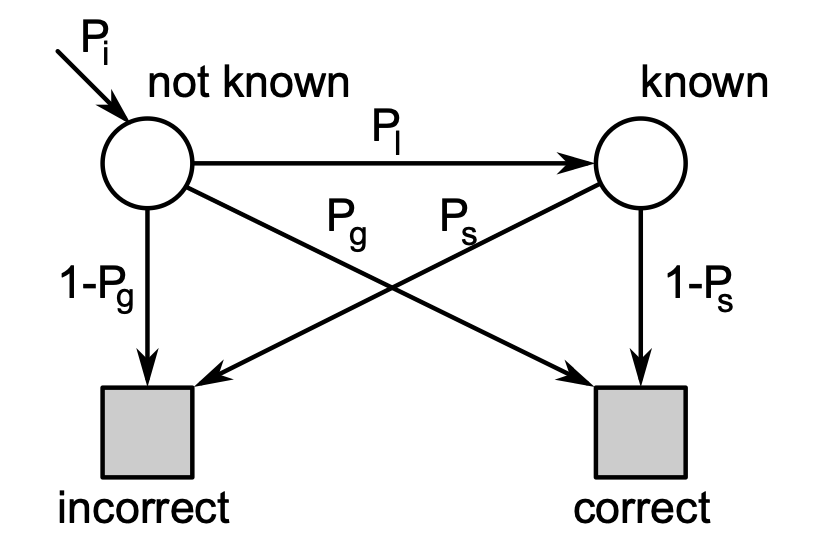 Pi
not known
known
Pl
Pg
Ps
1-Pg
1-Ps
incorrect
correct